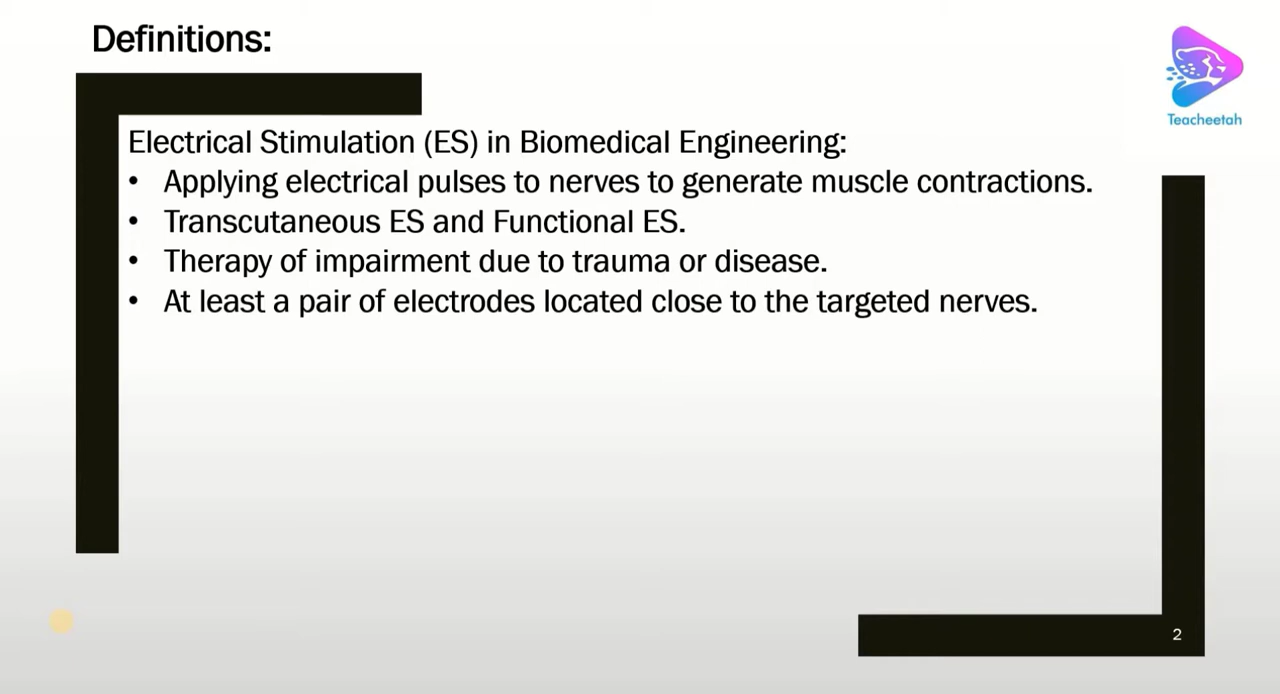 Definitions:
Teacheetah
Electrical Stimulation (ES) in Biomedical Engineering:
• Applying electrical pulses to nerves to generate muscle contractions.
• Transcutaneous ES and Functional ES.
• Therapy of impairment due to trauma or disease.
• At least a pair of electrodes located close to the targeted nerves.
2